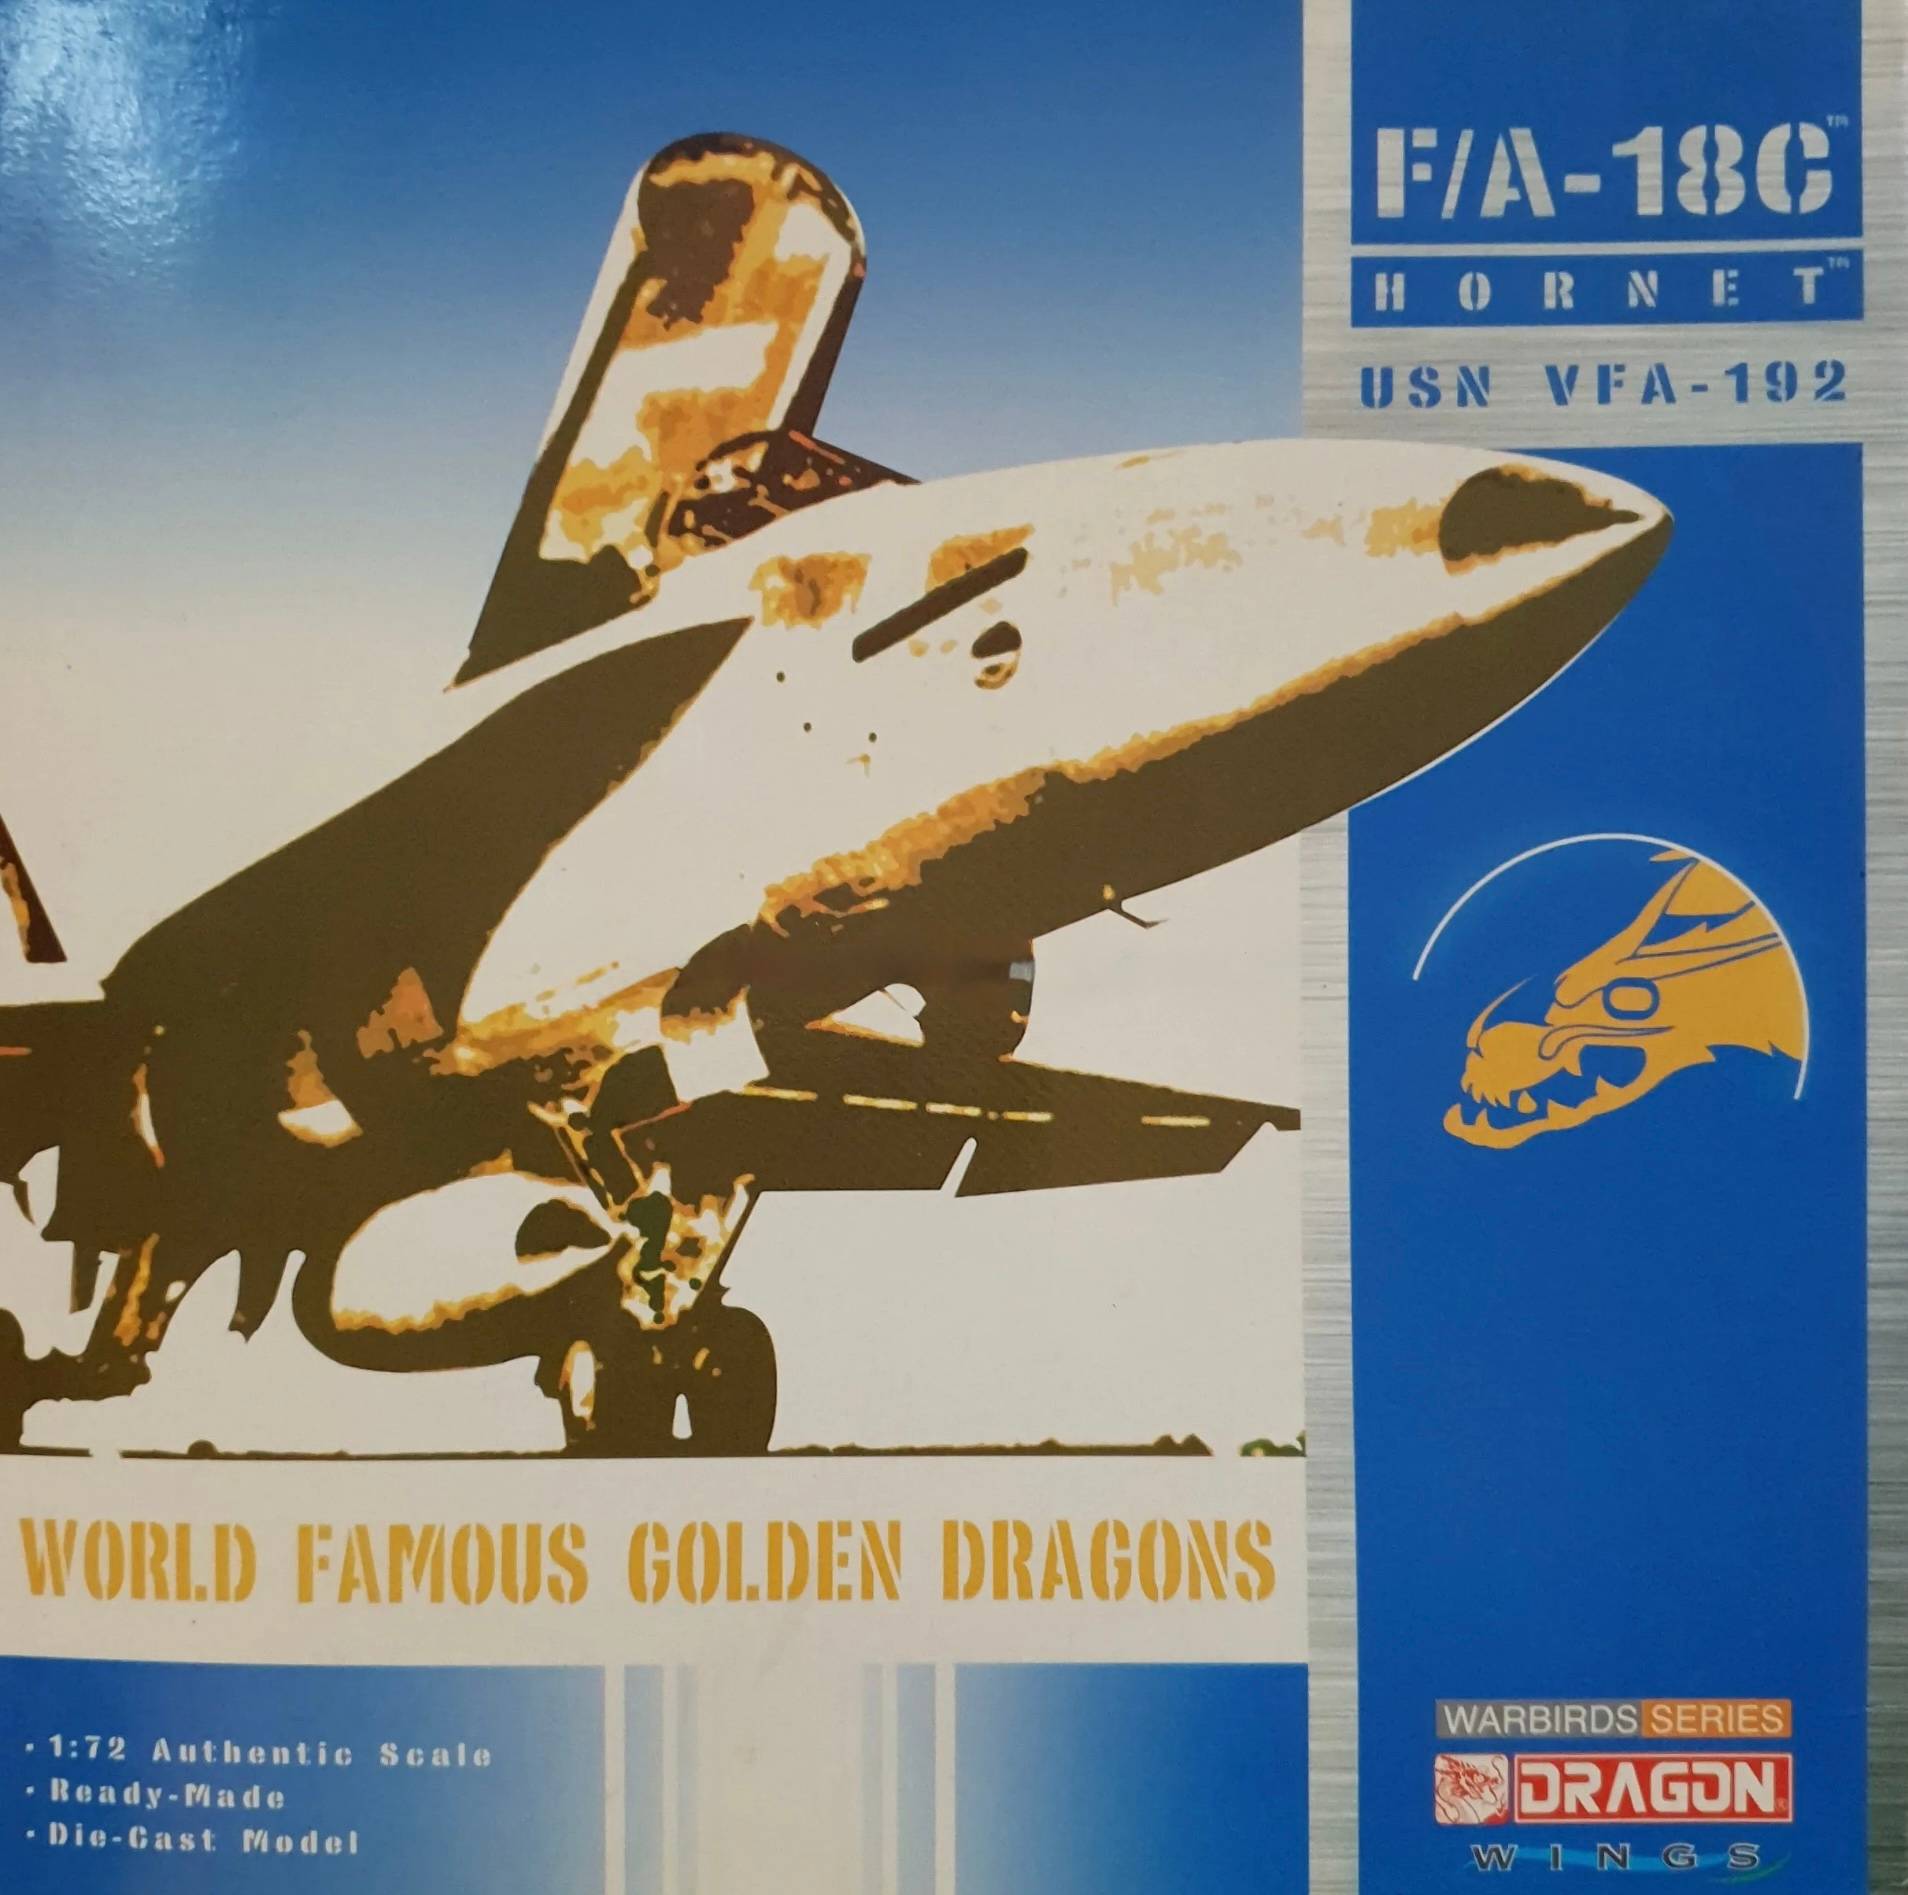 F/A-18C™
HORNET™
USN VFA-192
WORLD FAMOUS GOLDEN DRAGONS
· 1:72 Authentic Scale
· Ready-Made
· Die-Cast Model
WARBIRDS SERIES
DRAGON®
WINGS